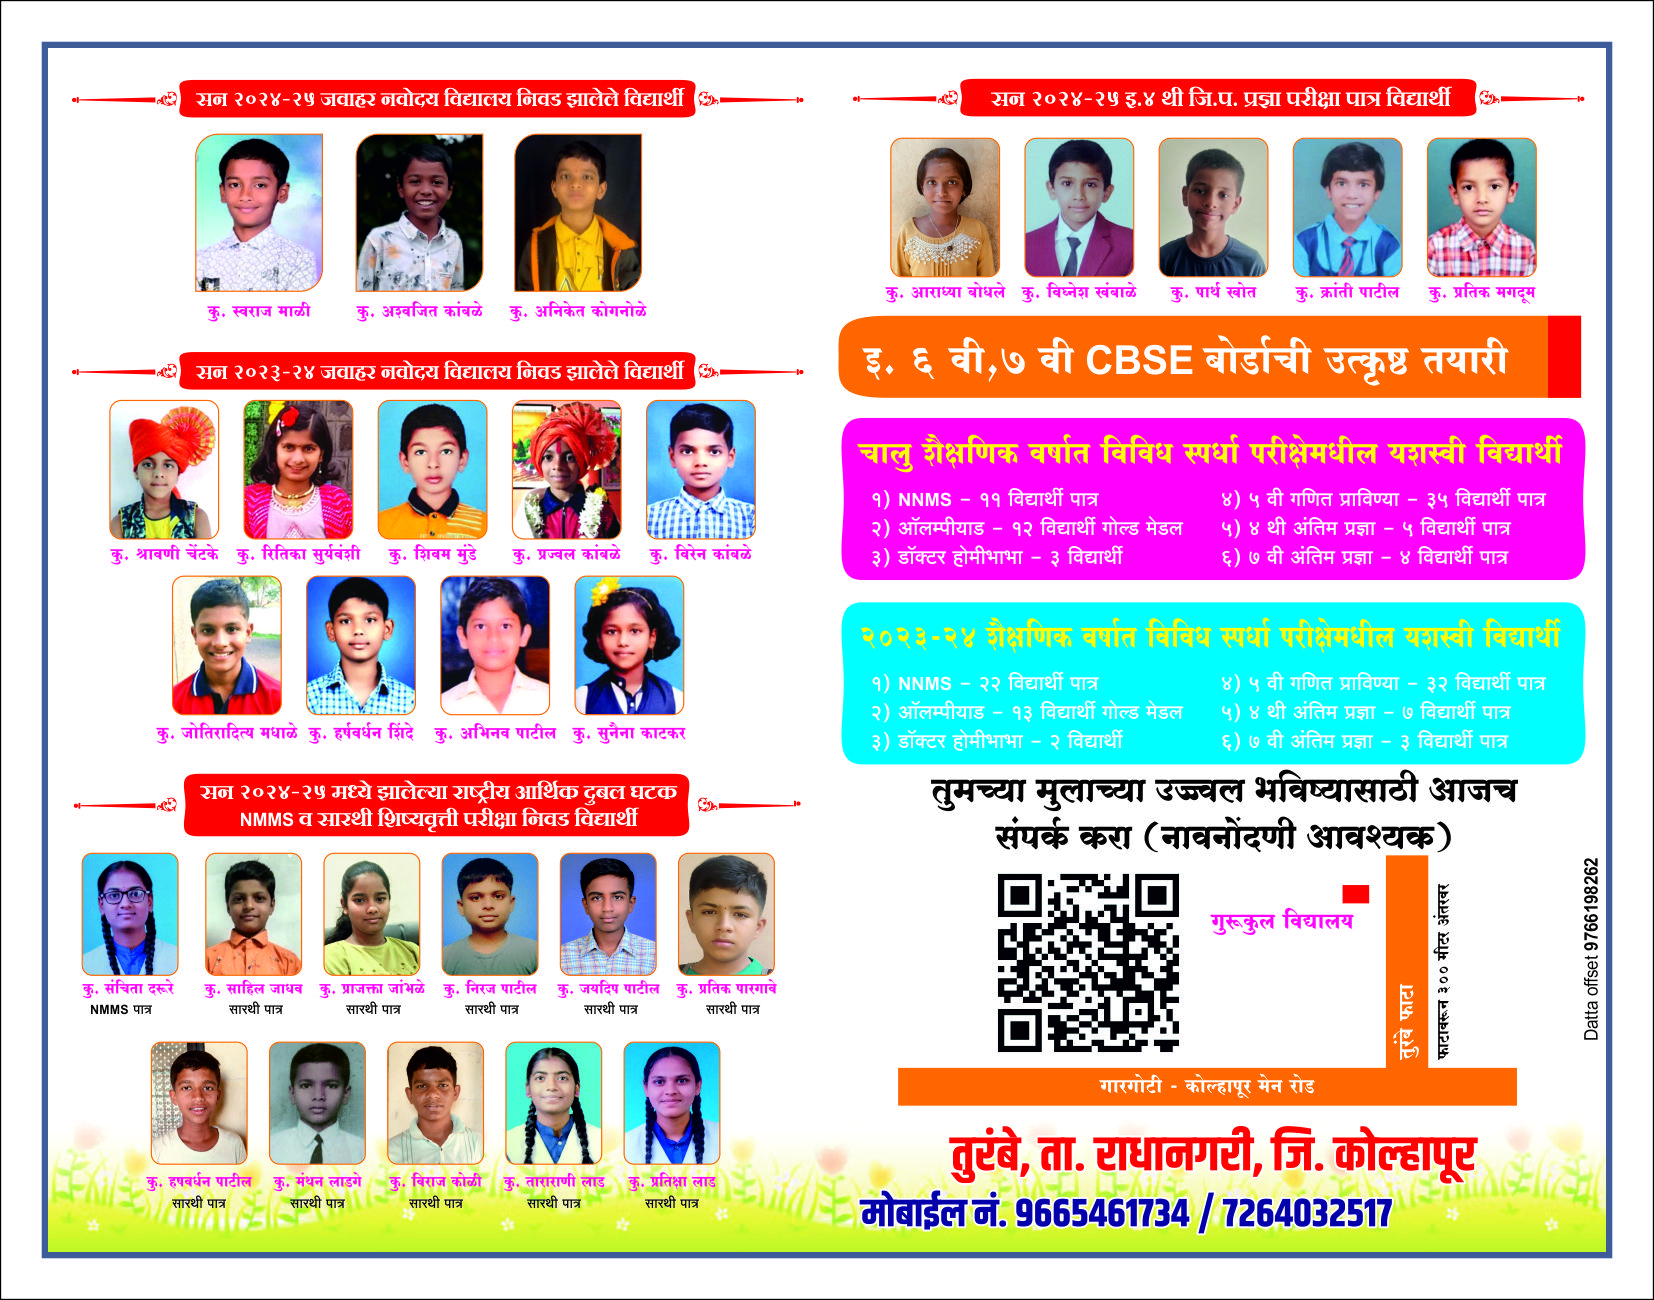 सन २०२४-२५ जवाहर नवोदय विद्यालय निवड झालेले विद्यार्थी
कु. स्वराज माळी
कु. अश्वजित कांबळे
कु. अनिकेत कोगनोळे
सन २०२३-२४ जवाहर नवोदय विद्यालय निवड झालेले विद्यार्थी
कु. श्रावणी चेंटके
कु. रितिका सुर्यवंशी
कु. शिवम मुंडे
कु. प्रज्वल कांबळे
कु. विरेन कांबळे
कु. जोतिरादित्य मधाळे
कु. हर्षवर्धन शिंदे
कु. अभिनव पाटील
कु. सुनैना काटकर
सन २०२४-२५ मध्ये झालेल्या राष्ट्रीय आर्थिक दुबल घटक
NMMS व सारथी शिष्यवृत्ती परीक्षा निवड विद्यार्थी
कु. संचिता दरूरे
कु. साहिल जाधव
कु. प्राजक्ता जांभळे
कु. निरज पाटील
कु. जयदिप पाटील
कु. प्रतिक पारगावे
NMMS पात्र
सारथी पात्र
सारथी पात्र
सारथी पात्र
सारथी पात्र
सारथी पात्र
कु. हषवर्धन पाटील
कु. मंथन लाडगे
कु. विराज कोळी
कु. ताराराणी लाड
कु. प्रतिक्षा लाड
सारथी पात्र
सारथी पात्र
सारथी पात्र
सारथी पात्र
सारथी पात्र
सन २०२४-२५ इ.४ थी जि.प. प्रज्ञा परीक्षा पात्र विद्यार्थी
कु. आराध्या बोधले
कु. विघ्नेश खंबाळे
कु. पार्थ खोत
कु. क्रांती पाटील
कु. प्रतिक मगदूम
इ. ६ वी,७ वी CBSE बोर्डाची उत्कृष्ठ तयारी
चालु शैक्षणिक वर्षात विविध स्पर्धा परीक्षेमधील यशस्वी विद्यार्थी
१) NNMS – ११ विद्यार्थी पात्र
२) ऑलम्पीयाड – १२ विद्यार्थी गोल्ड मेडल
३) डॉक्टर होमीभाभा – ३ विद्यार्थी
४) ५ वी गणित प्राविण्या – ३५ विद्यार्थी पात्र
५) ४ थी अंतिम प्रज्ञा – ५ विद्यार्थी पात्र
६) ७ वी अंतिम प्रज्ञा – ४ विद्यार्थी पात्र
२०२३-२४ शैक्षणिक वर्षात विविध स्पर्धा परीक्षेमधील यशस्वी विद्यार्थी
१) NNMS – २२ विद्यार्थी पात्र
२) ऑलम्पीयाड – १३ विद्यार्थी गोल्ड मेडल
३) डॉक्टर होमीभाभा – २ विद्यार्थी
४) ५ वी गणित प्राविण्या – ३२ विद्यार्थी पात्र
५) ४ थी अंतिम प्रज्ञा – ७ विद्यार्थी पात्र
६) ७ वी अंतिम प्रज्ञा – ३ विद्यार्थी पात्र
तुमच्या मुलाच्या उज्ज्वल भविष्यासाठी आजच
संपर्क करा (नावनोंदणी आवश्यक)
गुरूकुल विद्यालय
तुरंबे फाटा
फाटावरून ३०० मीटर अंतरवर
गारगोटी - कोल्हापूर मेन रोड
तुरंबे, ता. राधानगरी, जि. कोल्हापूर
मोबाईल नं. 9665461734 / 7264032517
Datta offset 9766198262